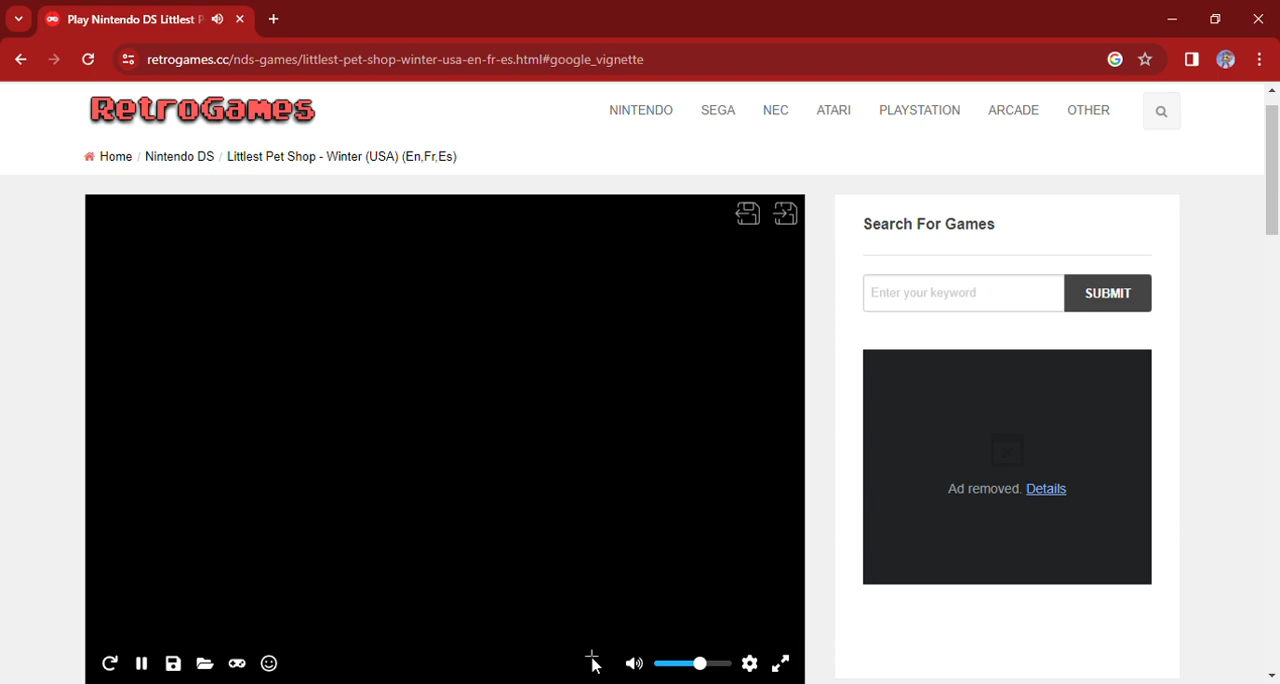 Play Nintendo DS Littlest P
retrogames.cc/nds-games/littlest-pet-shop-winter-usa-en-fr-es.html#google_vignette
RetroGames
NINTENDO SEGA NEC ATARI PLAYSTATION ARCADE OTHER
Home / Nintendo DS / Littlest Pet Shop - Winter (USA) (En,Fr,Es)
Search For Games
Enter your keyword SUBMIT
Ad removed. Details